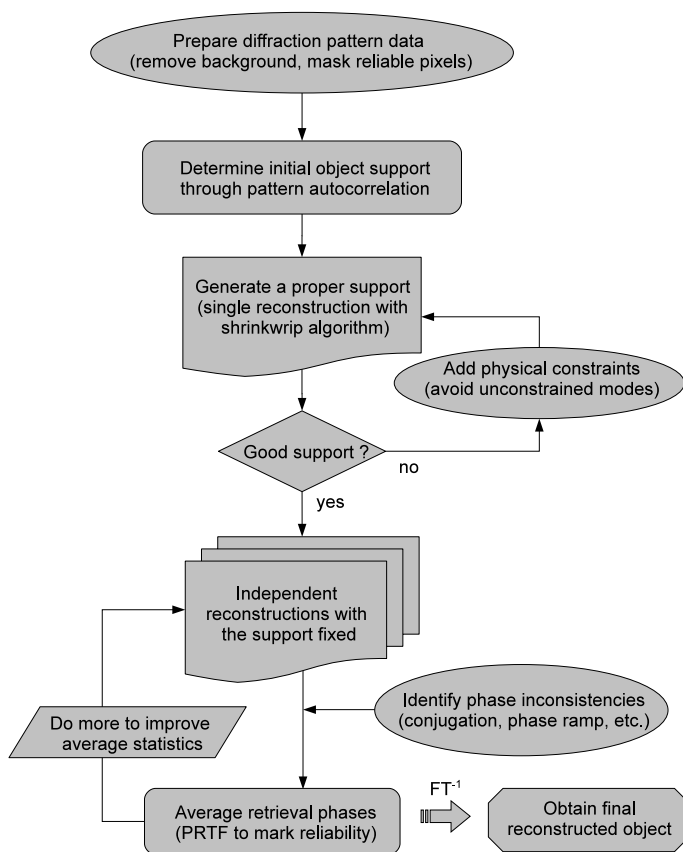 Prepare diffraction pattern data
(remove background, mask reliable pixels)
Determine initial object support
through pattern autocorrelation
Generate a proper support
(single reconstruction with
shrinkwrip algorithm)
Add physical constraints
(avoid unconstrained modes)
Good support ?
no
yes
Independent
reconstructions with
the support fixed
Identify phase inconsistencies
(conjugation, phase ramp, etc.)
Do more to improve
average statistics
Average retrieval phases
(PRTF to mark reliability)
FT⁻¹
Obtain final
reconstructed object